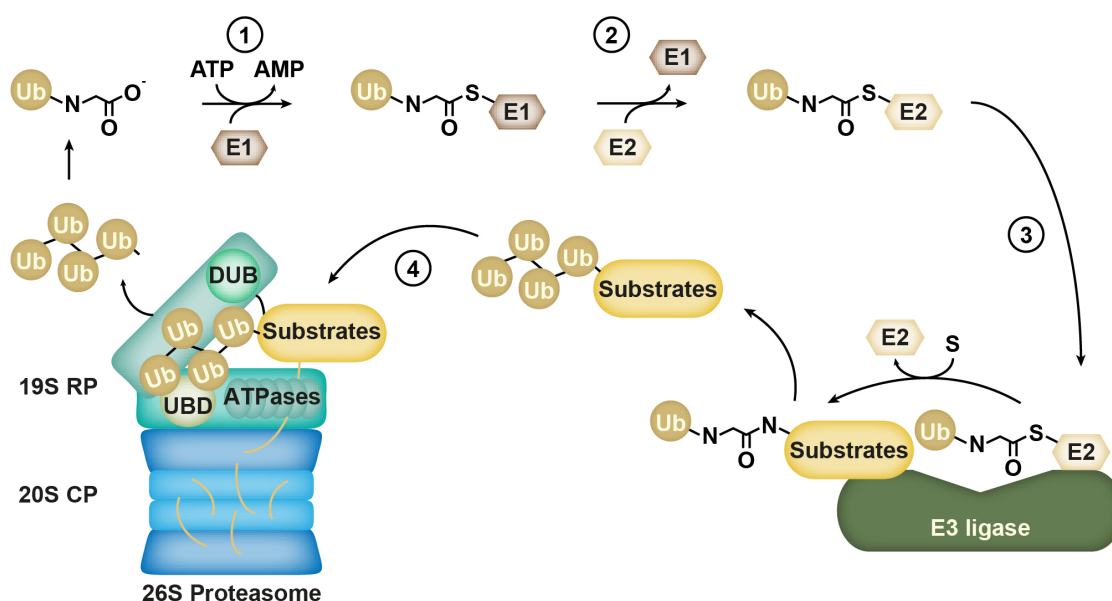 1
2
ATP AMP
E1
Ub N O-
O
E1
Ub N S E1
O
E2
Ub N S E2
O
3
Ub
Ub
Ub
Ub
Ub
DUB
4
Ub
Ub
Ub
Ub
Substrates
Ub
Ub
Substrates
Ub
Ub
UBD
ATPases
19S RP
20S CP
26S Proteasome
E2
S
Ub N N
O
Substrates
Ub N S E2
O
E3 ligase